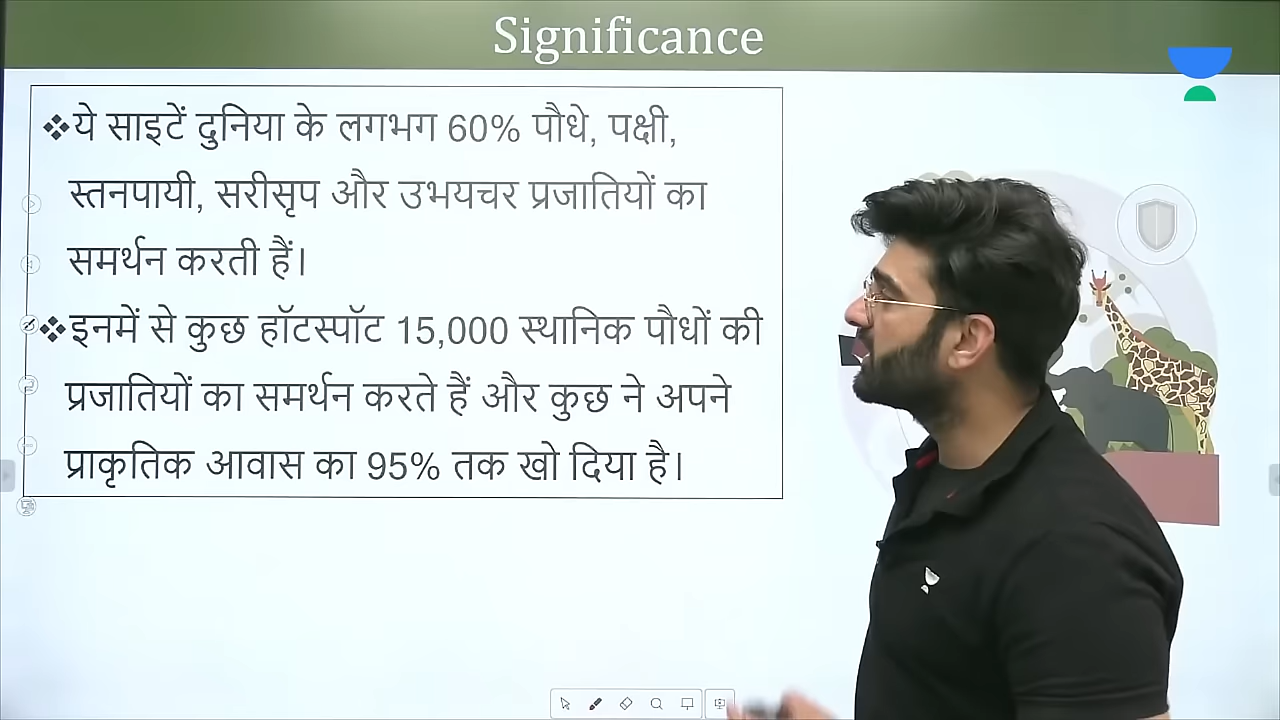 Significance
❖ये साइटें दुनिया के लगभग 60% पौधे, पक्षी,
स्तनपायी, सरीसृप और उभयचर प्रजातियों का
समर्थन करती हैं।
❖इनमें से कुछ हॉटस्पॉट 15,000 स्थानिक पौधों की
प्रजातियों का समर्थन करते हैं और कुछ ने अपने
प्राकृतिक आवास का 95% तक खो दिया है।